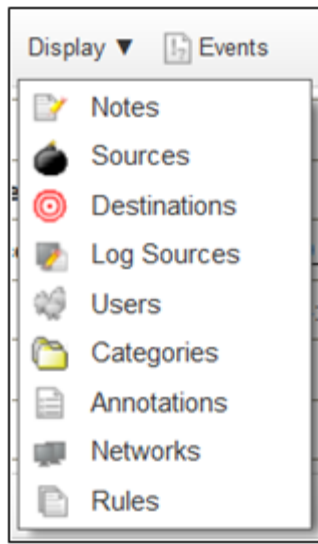 Display ▼ Events
Notes
Sources
Destinations
Log Sources
Users
Categories
Annotations
Networks
Rules